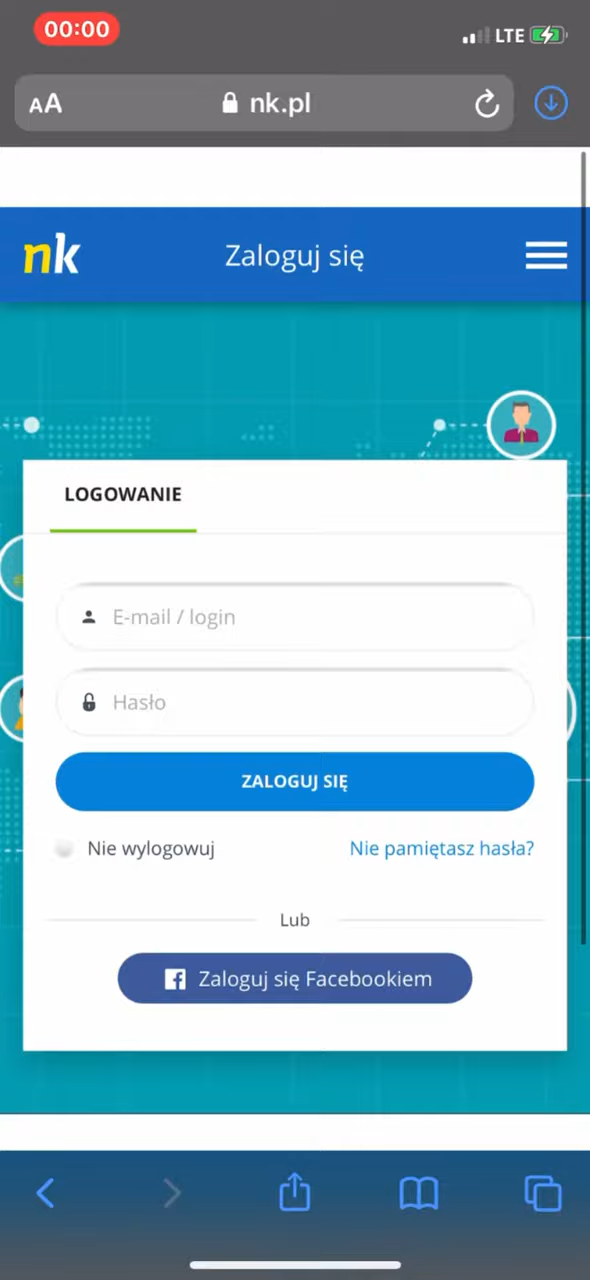 00:00
LTE
AA
nk.pl
nk
Zaloguj się
LOGOWANIE
E-mail / login
Hasło
ZALOGUJ SIĘ
Nie wylogowuj
Nie pamiętasz hasła?
Lub
Zaloguj się Facebookiem